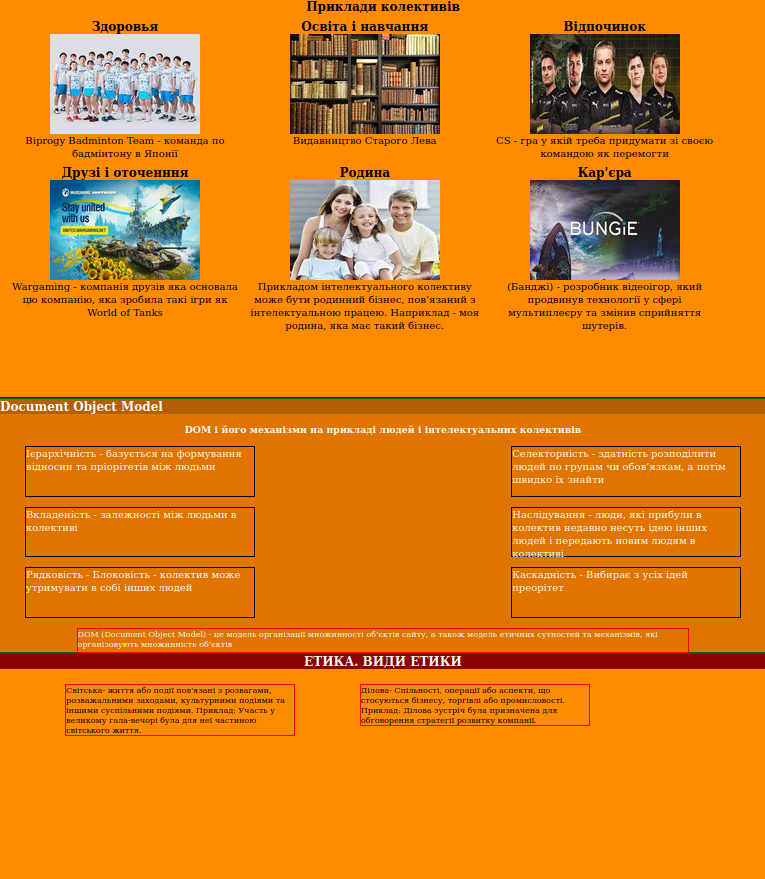 Приклади колективів
Здоровья
Освіта і навчання
Відпочинок
Biprogy Badminton Team - команда по
бадмінтону в Японії
Видавництво Старого Лева
CS - гра у якій треба придумати зі своєю
командою як перемогти
Друзі і оточенння
Родина
Кар'єра
WARGAMING
UNITED24
Stay united
with us
UNITED.WARGAMING.NET
BUNGiE
Wargaming - компанія друзів яка основала
цю компанію, яка зробила такі ігри як
World of Tanks
Прикладом інтелектуального колективу
може бути родинний бізнес, пов’язаний з
інтелектуальною працею. Наприклад - моя
родина, яка має такий бізнес.
(Банджі) - розробник відеоігор, який
продвинув технології у сфері
мультиплеєру та змінив сприйняття
шутерів.
Document Object Model
DOM і його механізми на прикладі людей і інтелектуальних колективів
Ієрархічність - базується на формування
відносин та пріорітетів між людьми
Селекторність - здатність розподілити
людей по групам чи обов’язкам, а потім
швидко їх знайти
Вкладеність - залежності між людьми в
колективі
Наслідування - люди, які прибули в
колектив недавно несуть ідею інших
людей і передають новим людям в
колективі
Рядковість - Блоковість - колектив може
утримувати в собі інших людей
Каскадність - Вибирає з усіх ідей
преорітет
DOM (Document Object Model) - це модель організації множинності об’єктів сайту, а також модель етичних сутностей та механізмів, які
організовують множинність об’єктів
ЕТИКА. ВИДИ ЕТИКИ
Світська- життя або події пов'язані з розвагами,
розважальними заходами, культурними подіями та
іншими суспільними подіями. Приклад: Участь у
великому гала-вечорі була для неї частиною
світського життя.
Ділова- Спільності, операції або аспекти, що
стосуються бізнесу, торгівлі або промисловості.
Приклад: Ділова зустріч була призначена для
обговорення стратегії розвитку компанії.